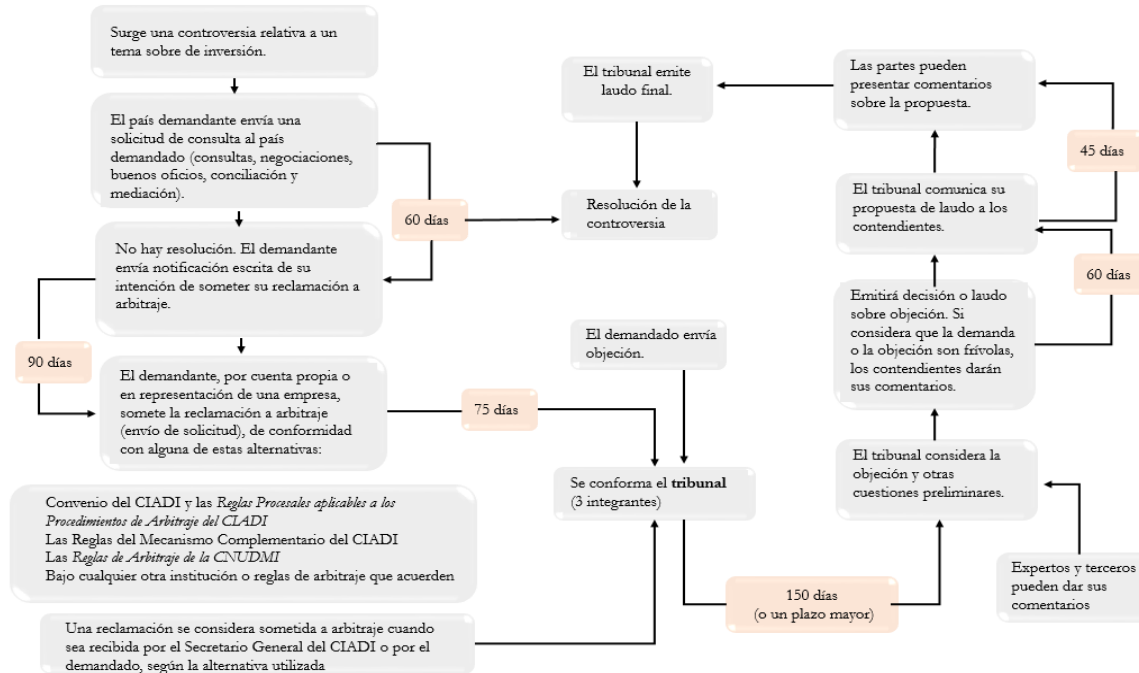 Surge una controversia relativa a un
tema sobre de inversión.
El país demandante envía una
solicitud de consulta al país
demandado (consultas, negociaciones,
buenos oficios, conciliación y
mediación).
60 días
No hay resolución. El demandante
envía notificación escrita de su
intención de someter su reclamación a
arbitraje.
90 días
El demandante, por cuenta propia o
en representación de una empresa,
somete la reclamación a arbitraje
(envío de solicitud), de conformidad
con alguna de estas alternativas:
75 días
Convenio del CIADI y las Reglas Procesales aplicables a los
Procedimientos de Arbitraje del CIADI
Las Reglas del Mecanismo Complementario del CIADI
Las Reglas de Arbitraje de la CNUDMI
Bajo cualquier otra institución o reglas de arbitraje que acuerden
Una reclamación se considera sometida a arbitraje cuando
sea recibida por el Secretario General del CIADI o por el
demandado, según la alternativa utilizada
El demandado envía
objeción.
Se conforma el tribunal
(3 integrantes)
150 días
(o un plazo mayor)
Expertos y terceros
pueden dar sus
comentarios
El tribunal considera la
objeción y otras
cuestiones preliminares.
Emitirá decisión o laudo
sobre objeción. Si
considera que la demanda
o la objeción son frívolas,
los contendientes darán
sus comentarios.
60 días
El tribunal comunica su
propuesta de laudo a los
contendientes.
45 días
Las partes pueden
presentar comentarios
sobre la propuesta.
El tribunal emite
laudo final.
Resolución de la
controversia